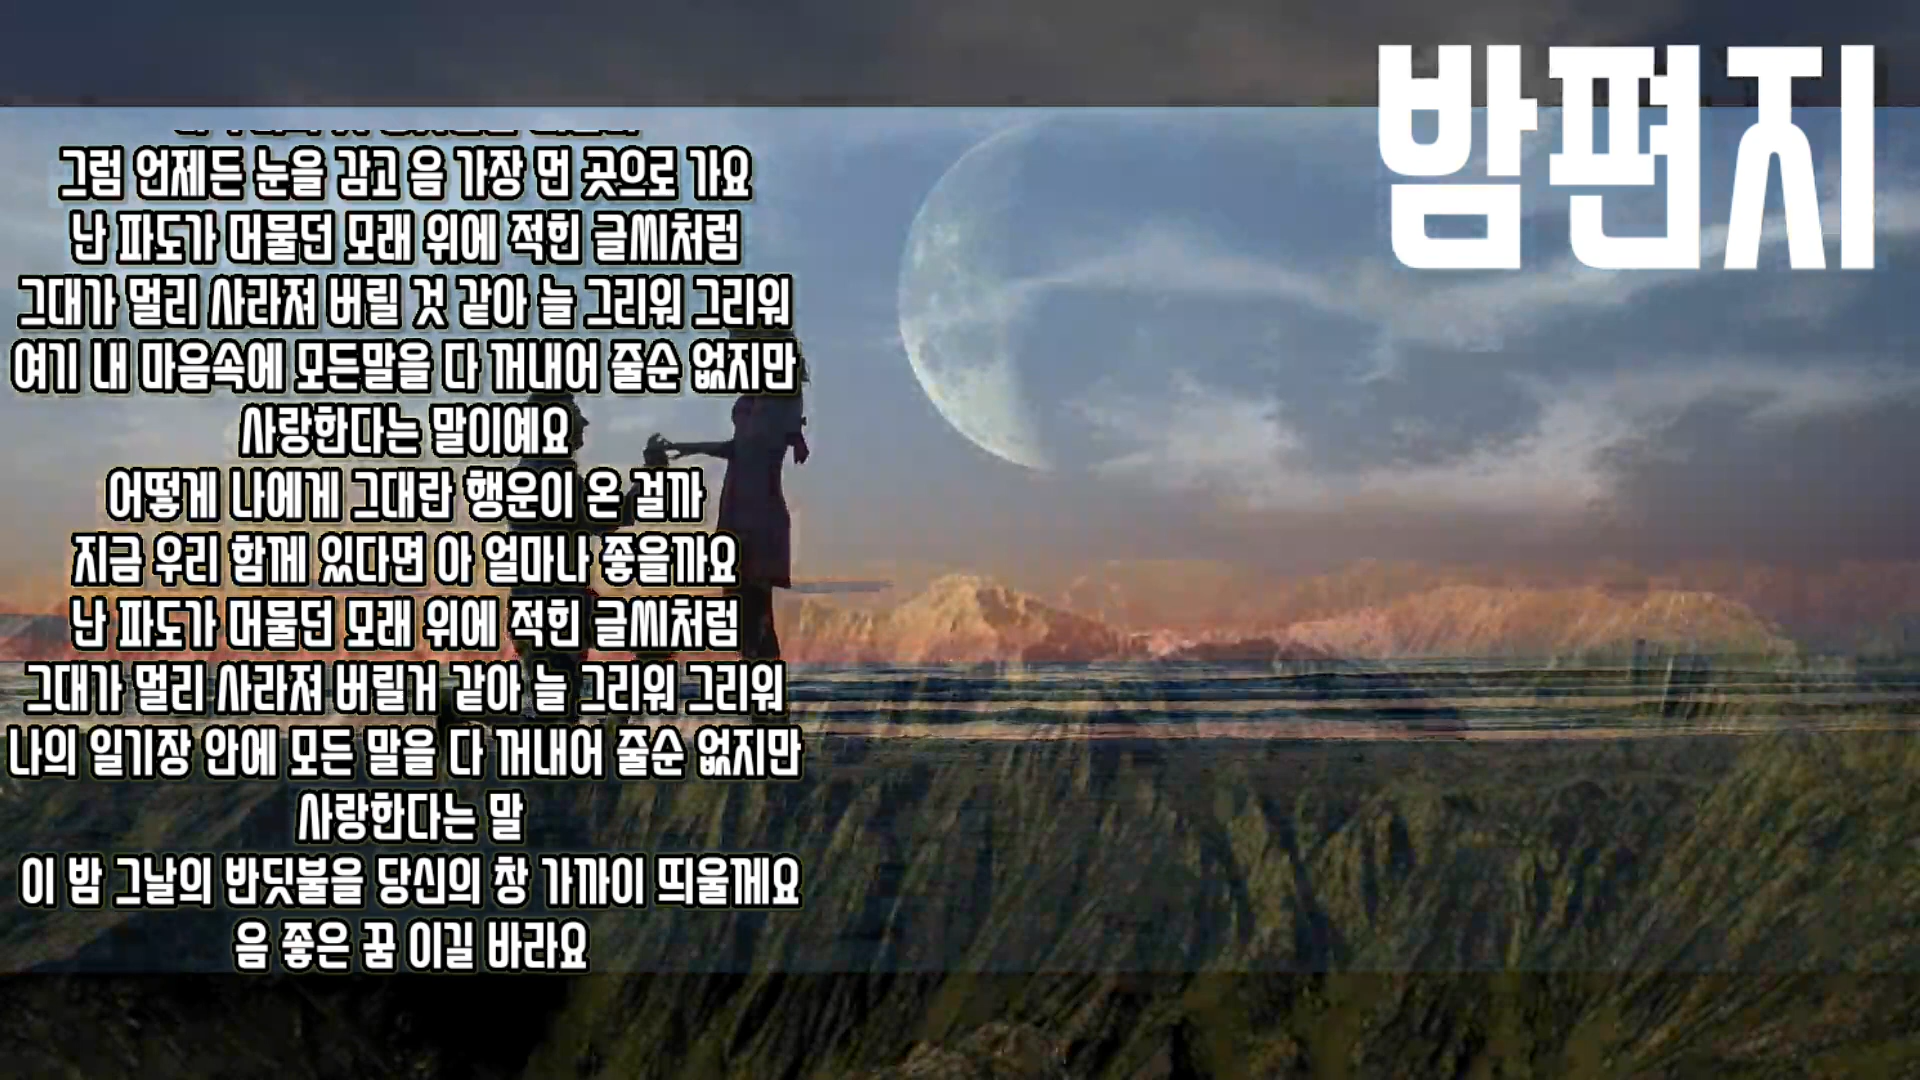 밤편지
그럼 언제든 눈을 감고 음 가장 먼 곳으로 가요
난 파도가 머물던 모래 위에 적힌 글씨처럼
그대가 멀리 사라져 버릴 것 같아 늘 그리워 그리워
여기 내 마음속에 모든말을 다 꺼내어 줄순 없지만
사랑한다는 말이예요
어떻게 나에게 그대란 행운이 온 걸까
지금 우리 함께 있다면 아 얼마나 좋을까요
난 파도가 머물던 모래 위에 적힌 글씨처럼
그대가 멀리 사라져 버릴거 같아 늘 그리워 그리워
나의 일기장 안에 모든 말을 다 꺼내어 줄순 없지만
사랑한다는 말
이 밤 그날의 반딧불을 당신의 창 가까이 띄울께요
음 좋은 꿈 이길 바라요